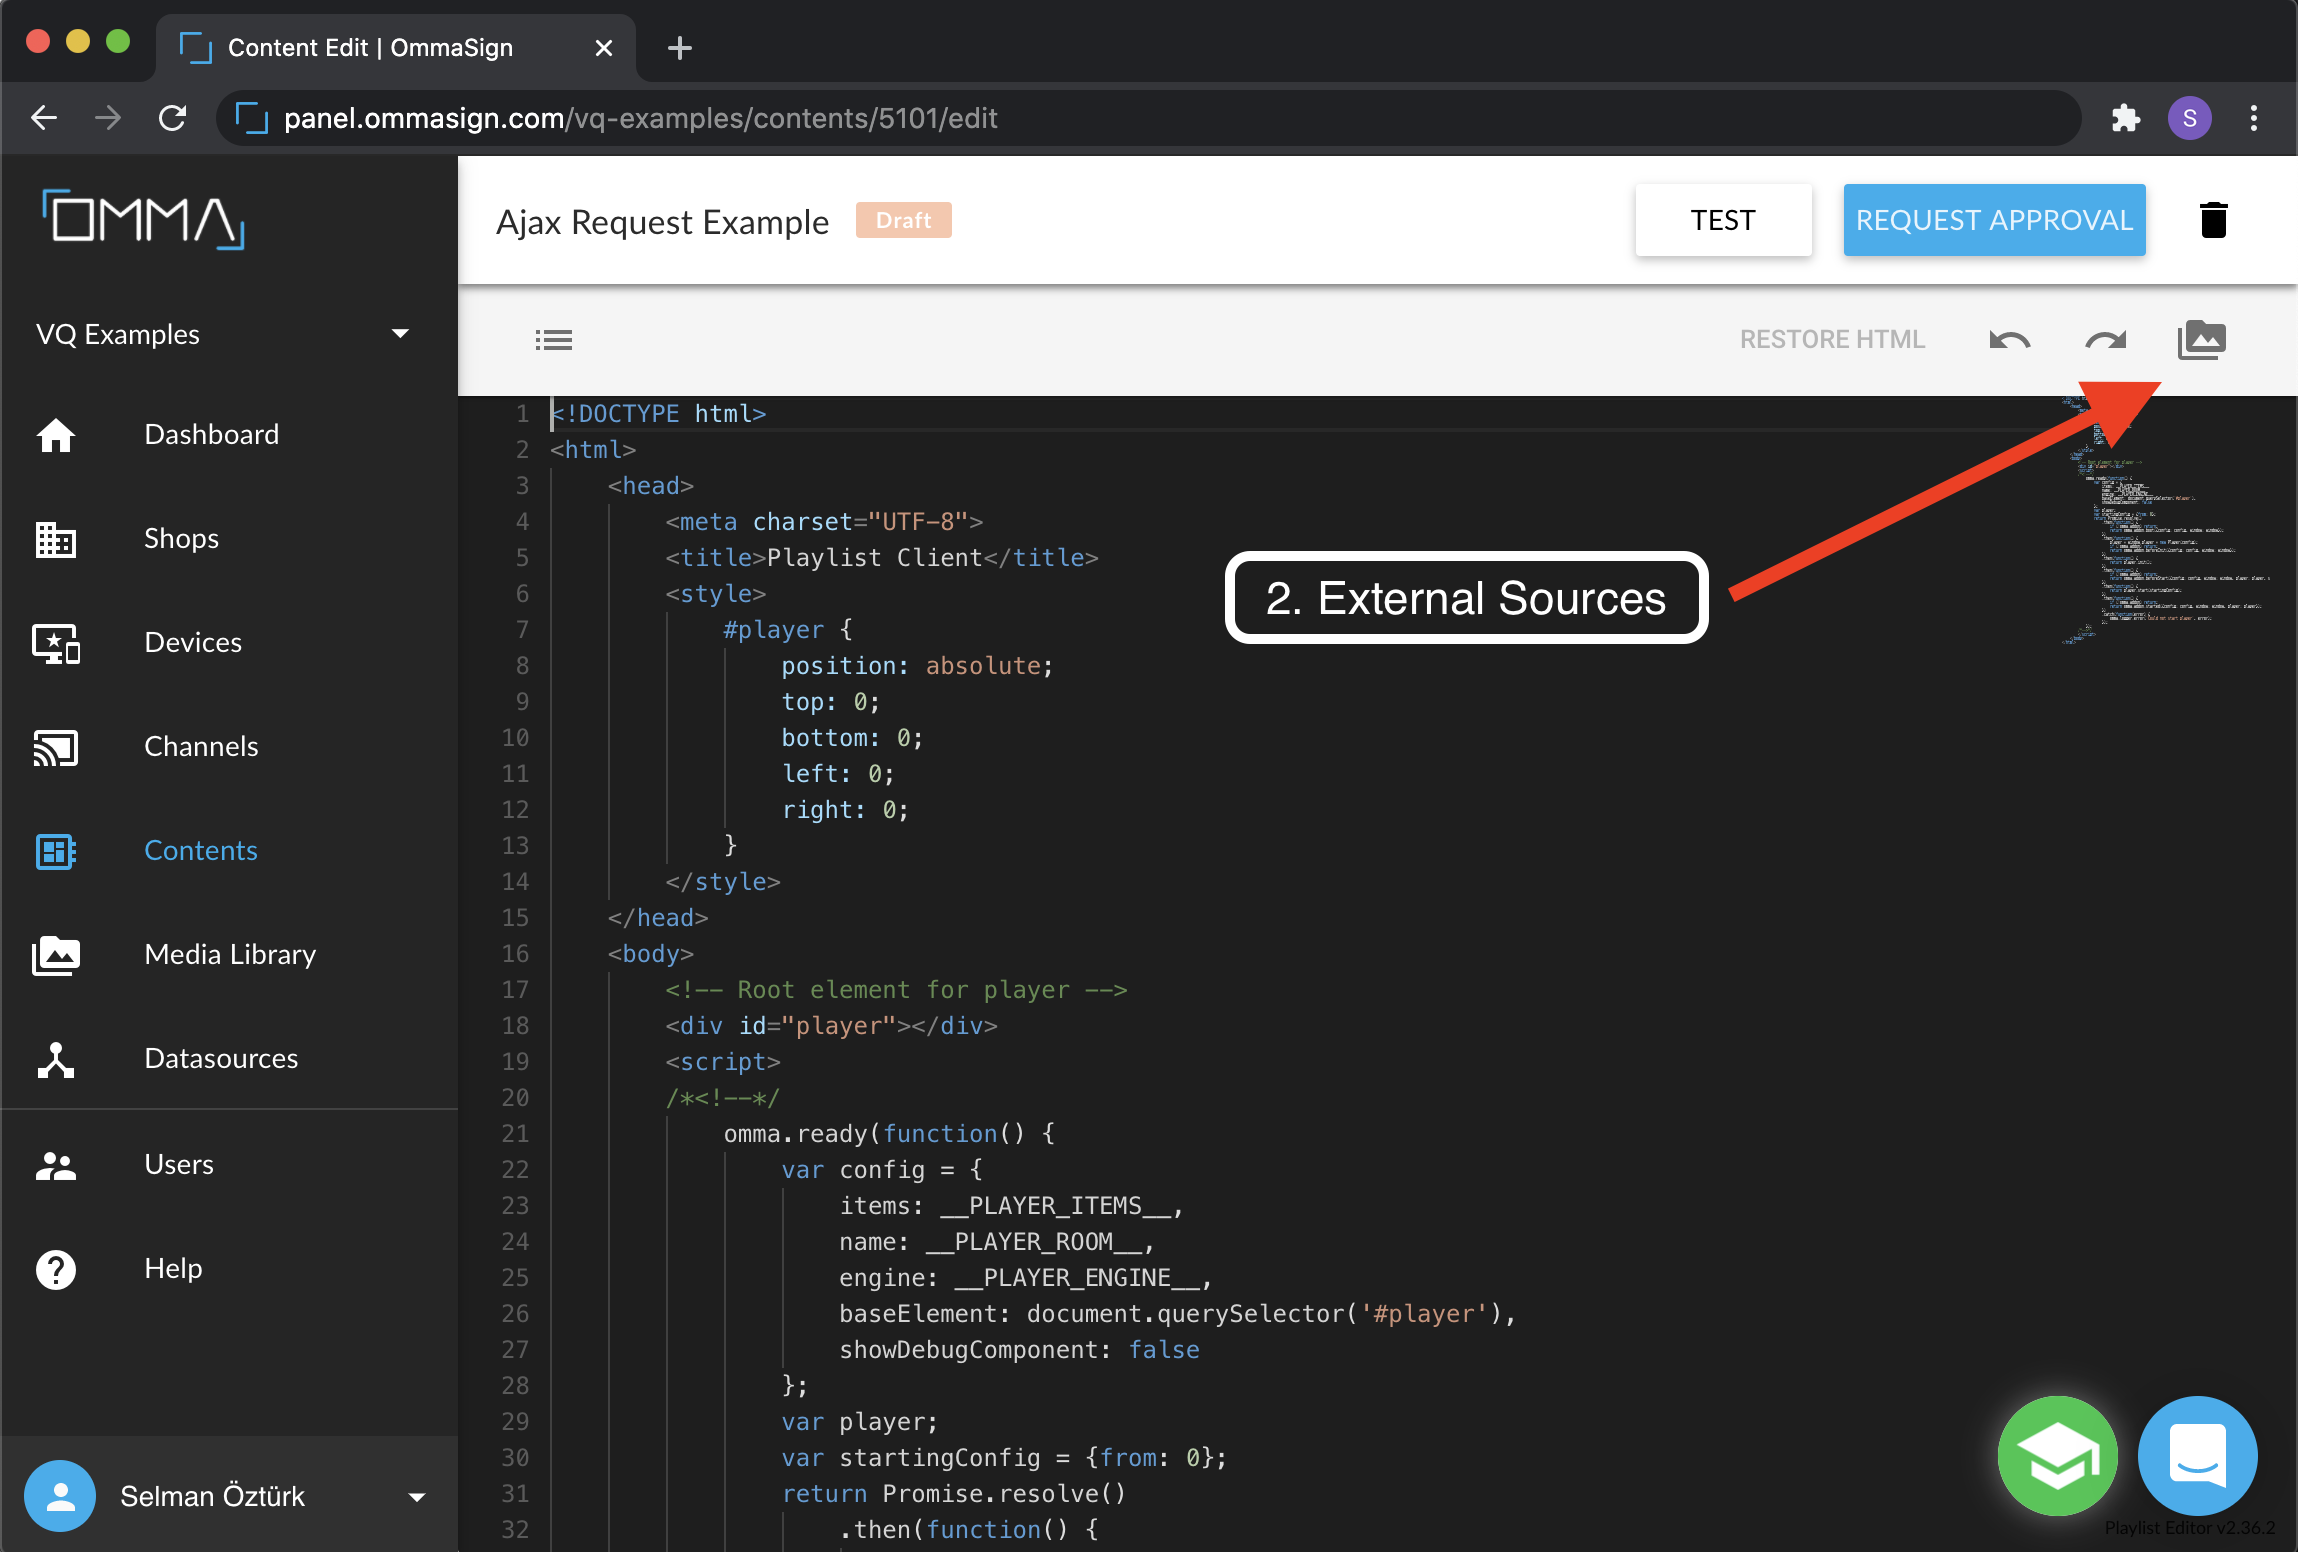 Content Edit | OmmaSign
panel.ommasign.com/vq-examples/contents/5101/edit
S
OMMA
Ajax Request Example
Draft
TEST
REQUEST APPROVAL
VQ Examples
RESTORE HTML
Dashboard
Shops
Devices
Channels
Contents
Media Library
Datasources
Users
Help
Selman Öztürk
1 <!DOCTYPE html>
2 <html>
3 <head>
4 <meta charset="UTF-8">
5 <title>Playlist Client</title>
6 <style>
7 #player {
8 position: absolute;
9 top: 0;
10 bottom: 0;
11 left: 0;
12 right: 0;
13 }
14 </style>
15 </head>
16 <body>
17 <!-- Root element for player -->
18 <div id="player"></div>
19 <script>
20 /*<!--*/
21 omma.ready(function() {
22 var config = {
23 items: __PLAYER_ITEMS__,
24 name: __PLAYER_ROOM__,
25 engine: __PLAYER_ENGINE__,
26 baseElement: document.querySelector('#player'),
27 showDebugComponent: false
28 };
29 var player;
30 var startingConfig = {from: 0};
31 return Promise.resolve()
32 .then(function() {
2. External Sources
Playlist Editor v2.36.2